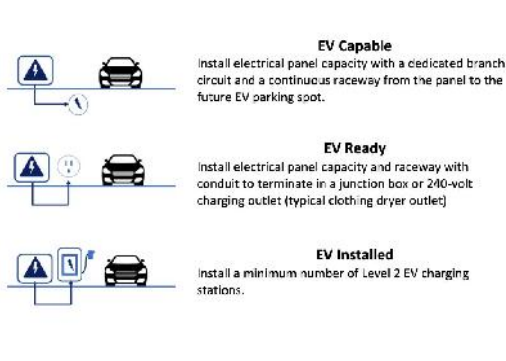 EV Capable
Install electrical panel capacity with a dedicated branch
circuit and a continuous raceway from the panel to the
future EV parking spot.
EV Ready
Install electrical panel capacity and raceway with
conduit to terminate in a junction box or 240-volt
charging outlet (typical clothing dryer outlet)
EV Installed
Install a minimum number of Level 2 EV charging
stations.